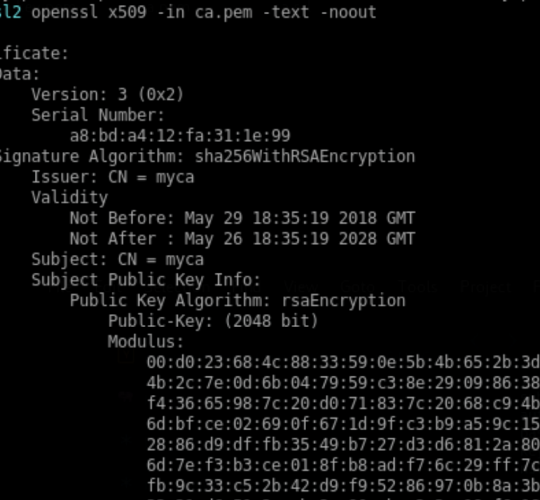 sl2 openssl x509 -in ca.pem -text -noout
ificate:
Data:
Version: 3 (0x2)
Serial Number:
a8:bd:a4:12:fa:31:1e:99
Signature Algorithm: sha256WithRSAEncryption
Issuer: CN = myca
Validity
Not Before: May 29 18:35:19 2018 GMT
Not After : May 26 18:35:19 2028 GMT
Subject: CN = myca
Subject Public Key Info:
Public Key Algorithm: rsaEncryption
Public-Key: (2048 bit)
Modulus:
00:d0:23:68:4c:88:33:59:0e:5b:4b:65:2b:3d
4b:2c:7e:0d:6b:04:79:59:c3:8e:29:09:86:38
f4:36:65:98:7c:20:d0:71:83:7c:20:68:c9:4b
6d:bf:ce:02:69:0f:67:1d:9f:c3:b9:a5:9c:15
28:86:d9:df:fb:35:49:b7:27:d3:d6:81:2a:80
6d:7e:f3:b3:ce:01:8f:b8:ad:f7:6c:29:ff:7c
fb:9c:33:c5:2b:42:d9:f9:52:86:97:0b:8a:3b